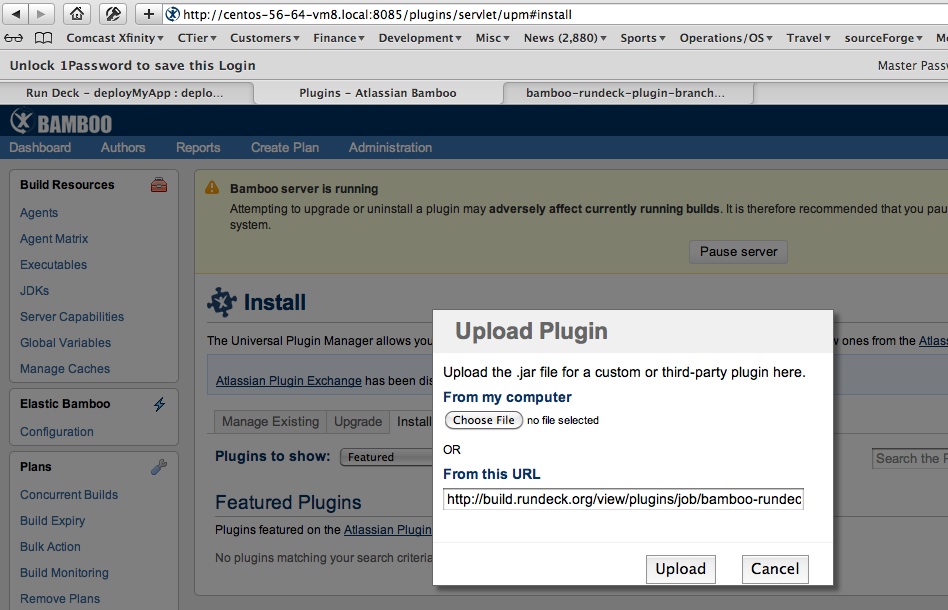 http://centos-56-64-vm8.local:8085/plugins/servlet/upm#install
Comcast Xfinity▾ CTier▾ Customers▾ Finance▾ Development▾ Misc▾ News (2,880)▾ Sports▾ Operations/OS▾ Travel▾ sourceForge▾
Unlock 1Password to save this Login Master
Run Deck – deployMyApp : deplo... Plugins – Atlassian Bamboo bamboo-rundeck-plugin-branch...
BAMBOO
Dashboard Authors Reports Create Plan Administration
Build Resources
Agents
Agent Matrix
Executables
JDKs
Server Capabilities
Global Variables
Manage Caches
Elastic Bamboo
Configuration
Plans
Concurrent Builds
Build Expiry
Bulk Action
Build Monitoring
Remove Plans
Bamboo server is running
Attempting to upgrade or uninstall a plugin may adversely affect currently running builds. It is therefore recommended that you pau
system.
Pause server
Install
The Universal Plugin Manager allows you w ones from the Atlas
Atlassian Plugin Exchange has been dis
Manage Existing Upgrade Install
Plugins to show: Featured Search the P
Featured Plugins
Plugins featured on the Atlassian Plugin
No plugins matching your search criteria
Upload Plugin
Upload the .jar file for a custom or third-party plugin here.
From my computer
Choose File no file selected
OR
From this URL
http://build.rundeck.org/view/plugins/job/bamboo-rundec
Upload Cancel